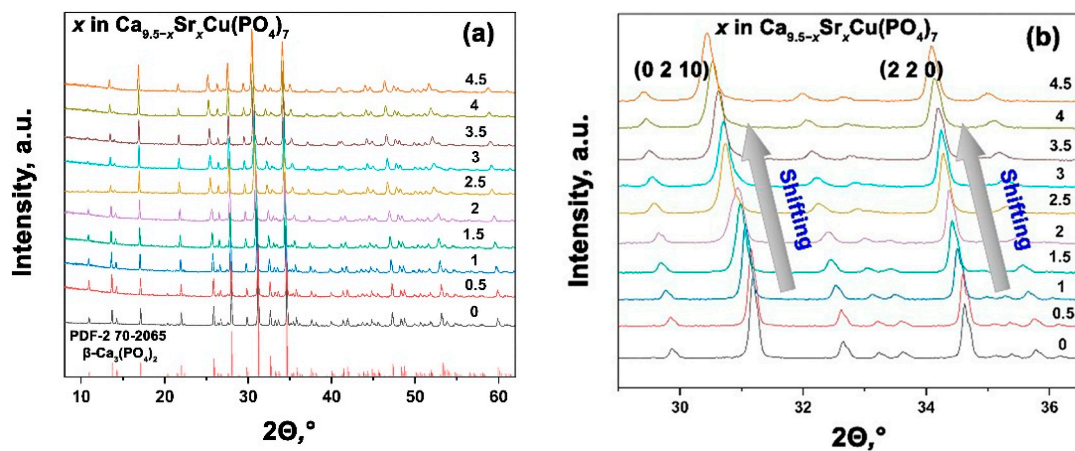 x in Ca9.5−xSrxCu(PO4)7
(a)
Intensity, a.u.
4.5
4
3.5
3
2.5
2
1.5
1
0.5
0
PDF-2 70-2065
β-Ca3(PO4)2
10 20 30 40 50 60
2Θ,°
x in Ca9.5−xSrxCu(PO4)7
(b)
(0 2 10)
(2 2 0)
Intensity, a.u.
4.5
4
3.5
3
2.5
2
1.5
1
0.5
0
Shifting
Shifting
30 32 34 36
2Θ,°